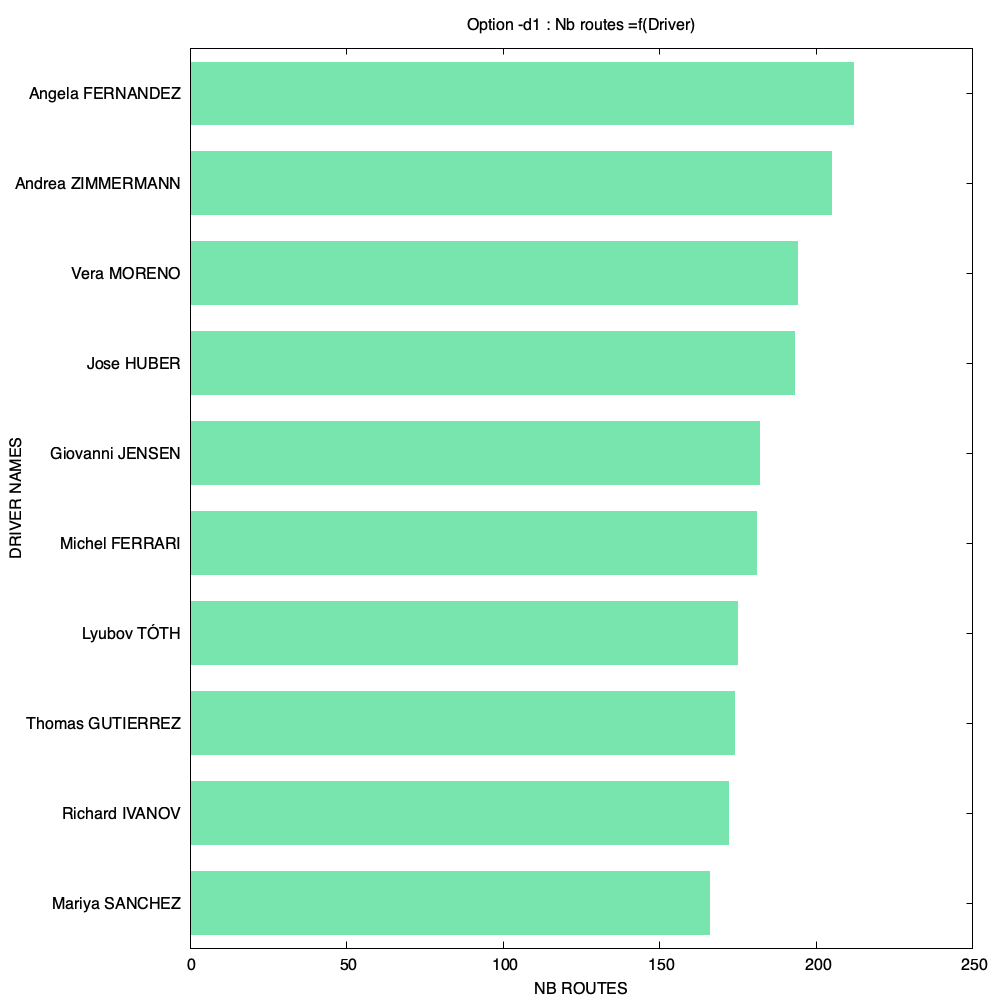 Option -d1 : Nb routes =f(Driver)
Angela FERNANDEZ
Andrea ZIMMERMANN
Vera MORENO
Jose HUBER
Giovanni JENSEN
Michel FERRARI
Lyubov TÓTH
Thomas GUTIERREZ
Richard IVANOV
Mariya SANCHEZ
DRIVER NAMES
0 50 100 150 200 250
NB ROUTES